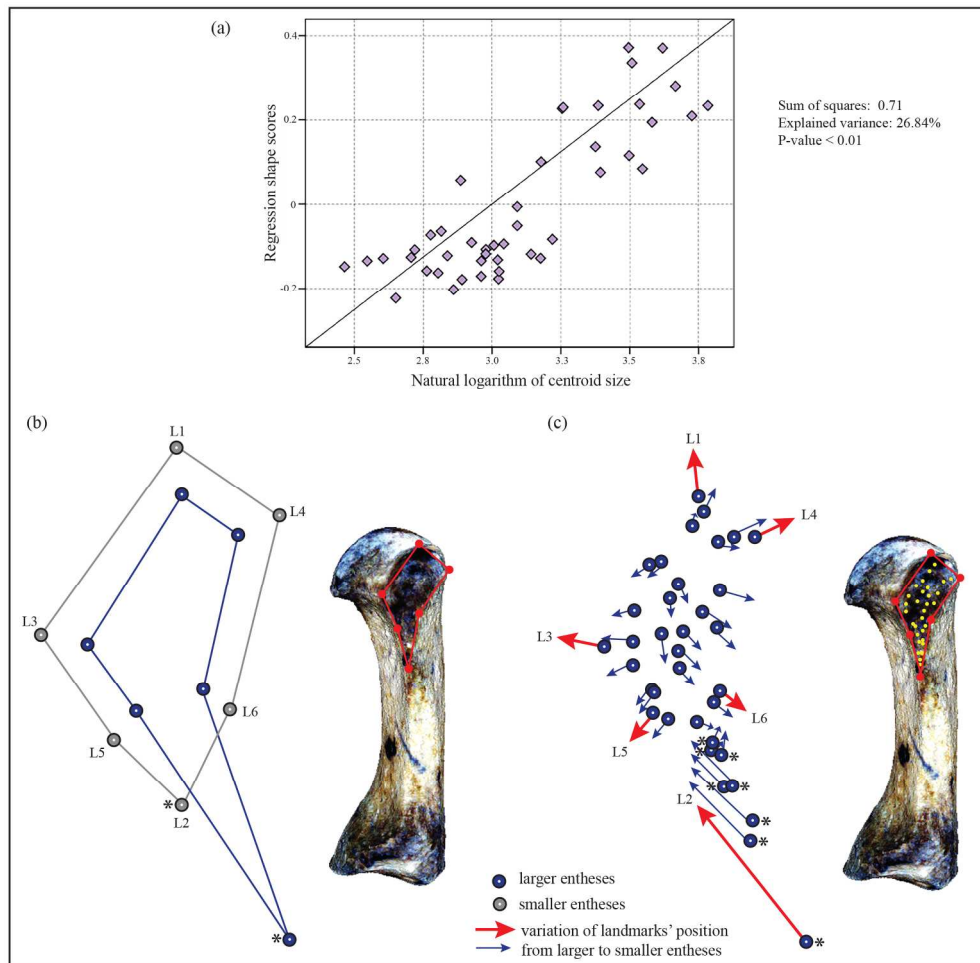 (a)
Regression shape scores
0.4
0.2
0
-0.2
2.5 2.8 3.0 3.3 3.5 3.8
Natural logarithm of centroid size
Sum of squares: 0.71
Explained variance: 26.84%
P-value < 0.01
(b)
L1
L4
L3
L6
L5
*
L2
*
(c)
L1
L4
L3
L6
L5
*
*
*
*
*
L2
*
*
*
larger entheses
smaller entheses
variation of landmarks' position
from larger to smaller entheses